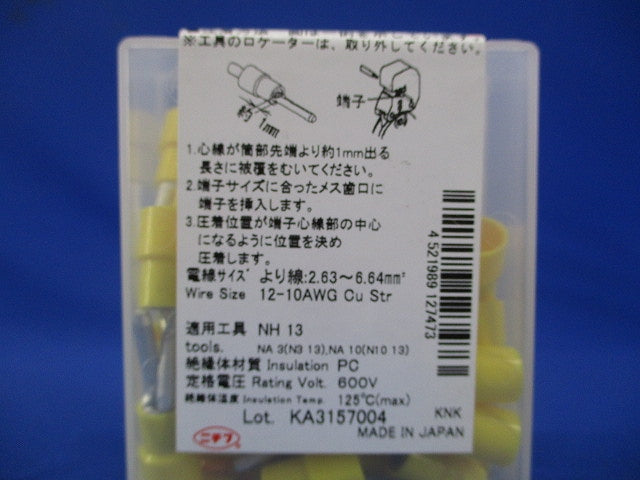 ※工具のロケーターは、取り外してください。
約1mm
端子
1.心線が筒部先端より約1mm出る
長さに被覆をむいてください。
2.端子サイズに合ったメス歯口に
端子を挿入します。
3.圧着位置が端子心線部の中心
になるように位置を決め
圧着します。
電線サイズ より線:2.63～6.64mm²
Wire Size 12-10AWG Cu Str
適用工具 NH 13
tools. NA 3(N3 13),NA 10(N10 13)
絶縁体材質 Insulation PC
定格電圧 Rating Volt. 600V
絶縁体温度 Insulation Temp. 125℃(max)
Lot. KA3157004 KNK
ニチフ MADE IN JAPAN
4 521989 127473